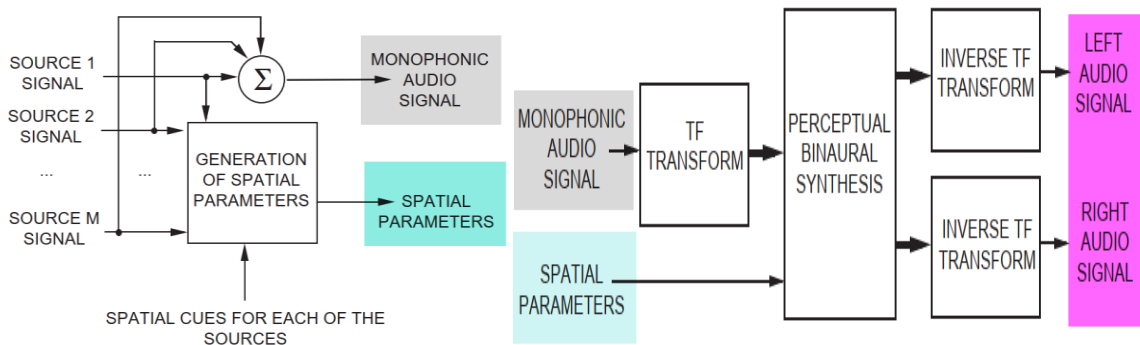 SOURCE 1
SIGNAL
SOURCE 2
SIGNAL
...
...
SOURCE M
SIGNAL
Σ
GENERATION
OF SPATIAL
PARAMETERS
SPATIAL CUES FOR EACH OF THE
SOURCES
MONOPHONIC
AUDIO
SIGNAL
SPATIAL
PARAMETERS
MONOPHONIC
AUDIO
SIGNAL
SPATIAL
PARAMETERS
TF
TRANSFORM
PERCEPTUAL
BINAURAL
SYNTHESIS
INVERSE TF
TRANSFORM
INVERSE TF
TRANSFORM
LEFT
AUDIO
SIGNAL
RIGHT
AUDIO
SIGNAL